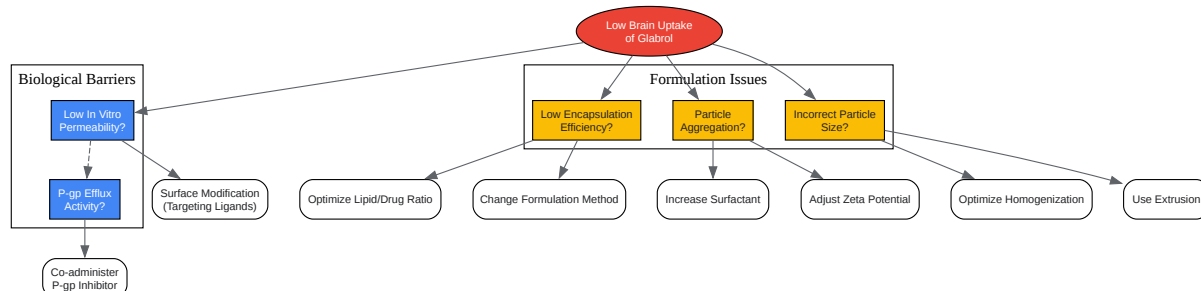 Low Brain Uptake
of Glabrol
Biological Barriers
Formulation Issues
Low In Vitro
Permeability?
Low Encapsulation
Efficiency?
Particle
Aggregation?
Incorrect Particle
Size?
P-gp Efflux
Activity?
Surface Modification
(Targeting Ligands)
Optimize Lipid/Drug Ratio
Change Formulation Method
Increase Surfactant
Adjust Zeta Potential
Optimize Homogenization
Use Extrusion
Co-administer
P-gp Inhibitor